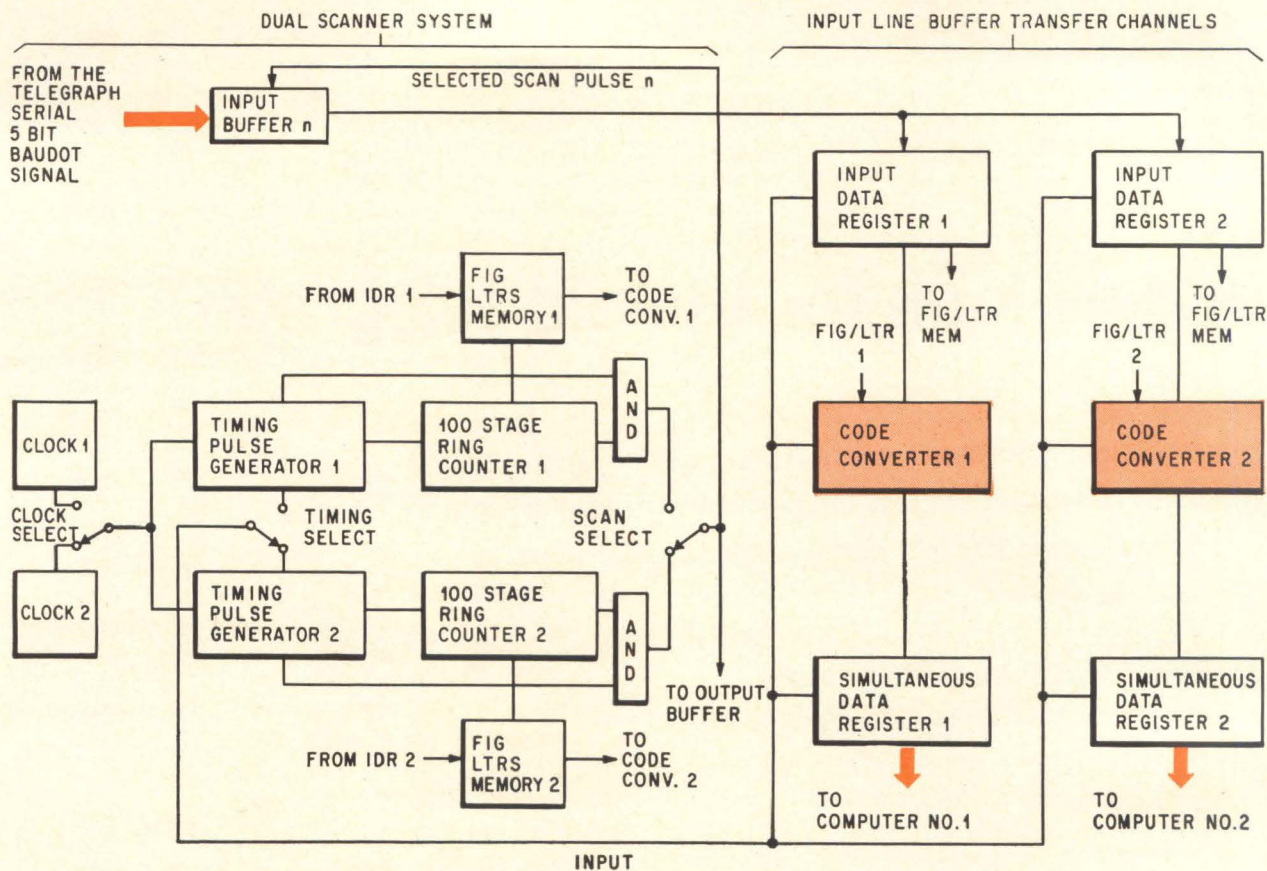 DUAL SCANNER SYSTEM
INPUT LINE BUFFER TRANSFER CHANNELS
FROM THE
TELEGRAPH
SERIAL
5 BIT
BAUDOT
SIGNAL
INPUT
BUFFER n
SELECTED SCAN PULSE n
INPUT
DATA
REGISTER 1
INPUT
DATA
REGISTER 2
FROM IDR 1
FIG
LTRS
MEMORY 1
TO
CODE
CONV. 1
TO
FIG/LTR
MEM
TO
FIG/LTR
MEM
FIG/LTR
1
FIG/LTR
2
CLOCK 1
TIMING
PULSE
GENERATOR 1
100 STAGE
RING
COUNTER 1
AND
CODE
CONVERTER 1
CODE
CONVERTER 2
CLOCK
SELECT
TIMING
SELECT
SCAN
SELECT
CLOCK 2
TIMING
PULSE
GENERATOR 2
100 STAGE
RING
COUNTER 2
AND
TO OUTPUT
BUFFER
SIMULTANEOUS
DATA
REGISTER 1
SIMULTANEOUS
DATA
REGISTER 2
FROM IDR 2
FIG
LTRS
MEMORY 2
TO
CODE
CONV. 2
TO
COMPUTER NO.1
TO
COMPUTER NO.2
INPUT